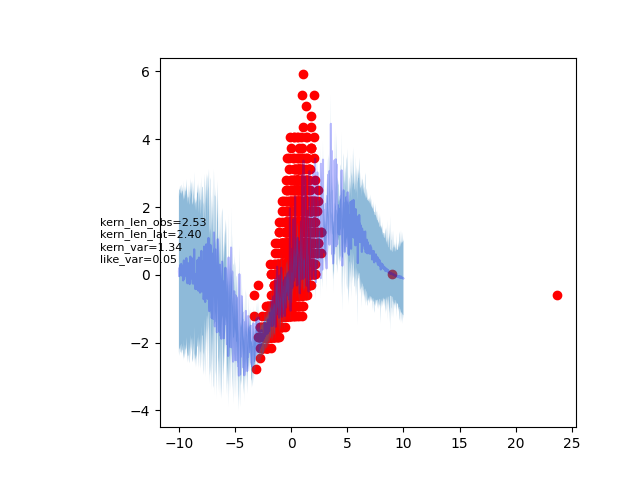 6
4
2
0
−2
−4
kern_len_obs=2.53
kern_len_lat=2.40
kern_var=1.34
like_var=0.05
−10 −5 0 5 10 15 20 25